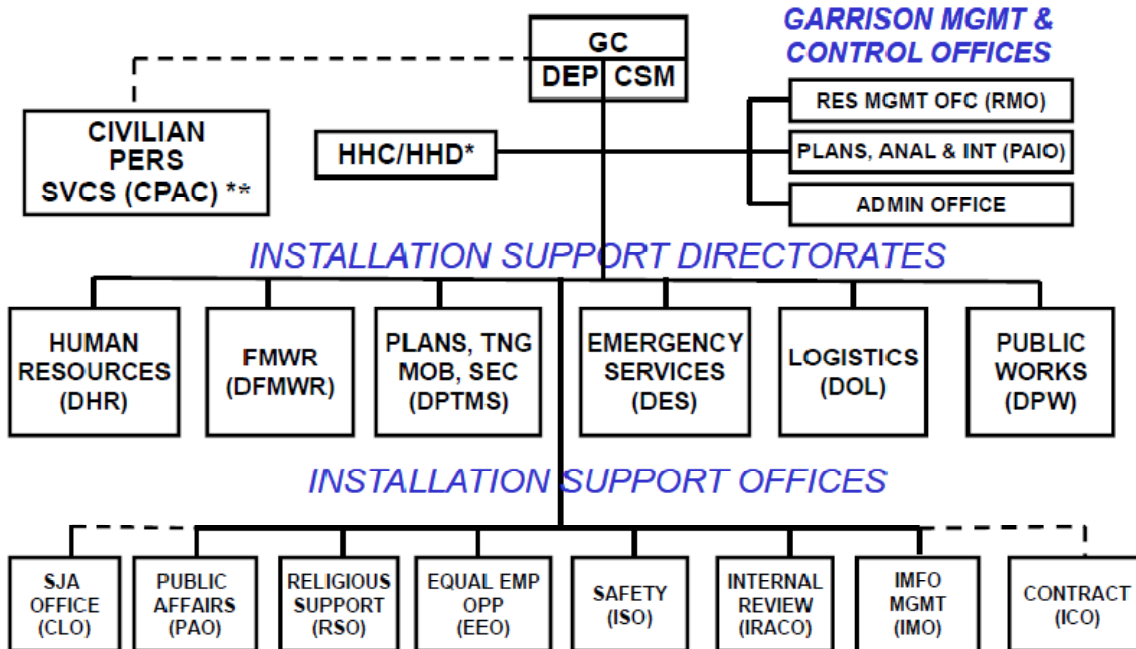 GARRISON MGMT &
CONTROL OFFICES
GC
DEP CSM
CIVILIAN
PERS
SVCS (CPAC) **
HHC/HHD*
RES MGMT OFC (RMO)
PLANS, ANAL & INT (PAIO)
ADMIN OFFICE
INSTALLATION SUPPORT DIRECTORATES
HUMAN
RESOURCES
(DHR)
FMWR
(DFMWR)
PLANS, TNG
MOB, SEC
(DPTMS)
EMERGENCY
SERVICES
(DES)
LOGISTICS
(DOL)
PUBLIC
WORKS
(DPW)
INSTALLATION SUPPORT OFFICES
SJA
OFFICE
(CLO)
PUBLIC
AFFAIRS
(PAO)
RELIGIOUS
SUPPORT
(RSO)
EQUAL EMP
OPP
(EEO)
SAFETY
(ISO)
INTERNAL
REVIEW
(IRACO)
IMFO
MGMT
(IMO)
CONTRACT
(ICO)